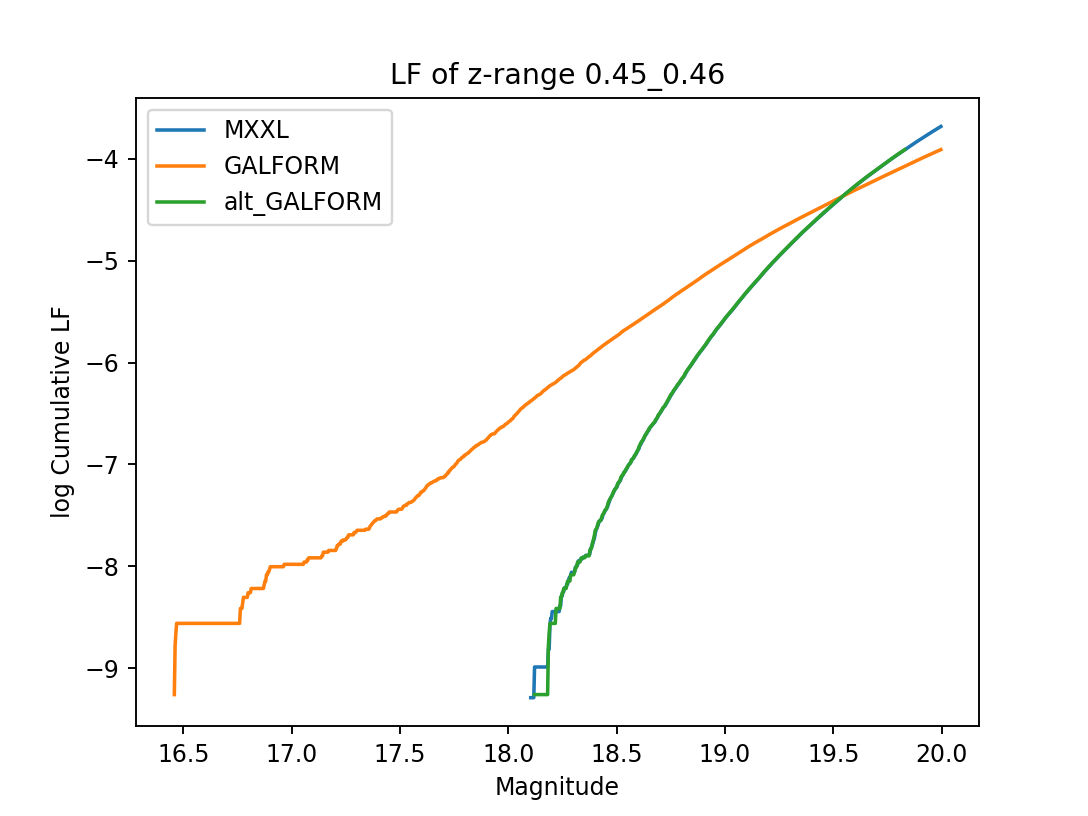 LF of z-range 0.45_0.46
MXXL
GALFORM
alt_GALFORM
log Cumulative LF
−4
−5
−6
−7
−8
−9
16.5 17.0 17.5 18.0 18.5 19.0 19.5 20.0
Magnitude